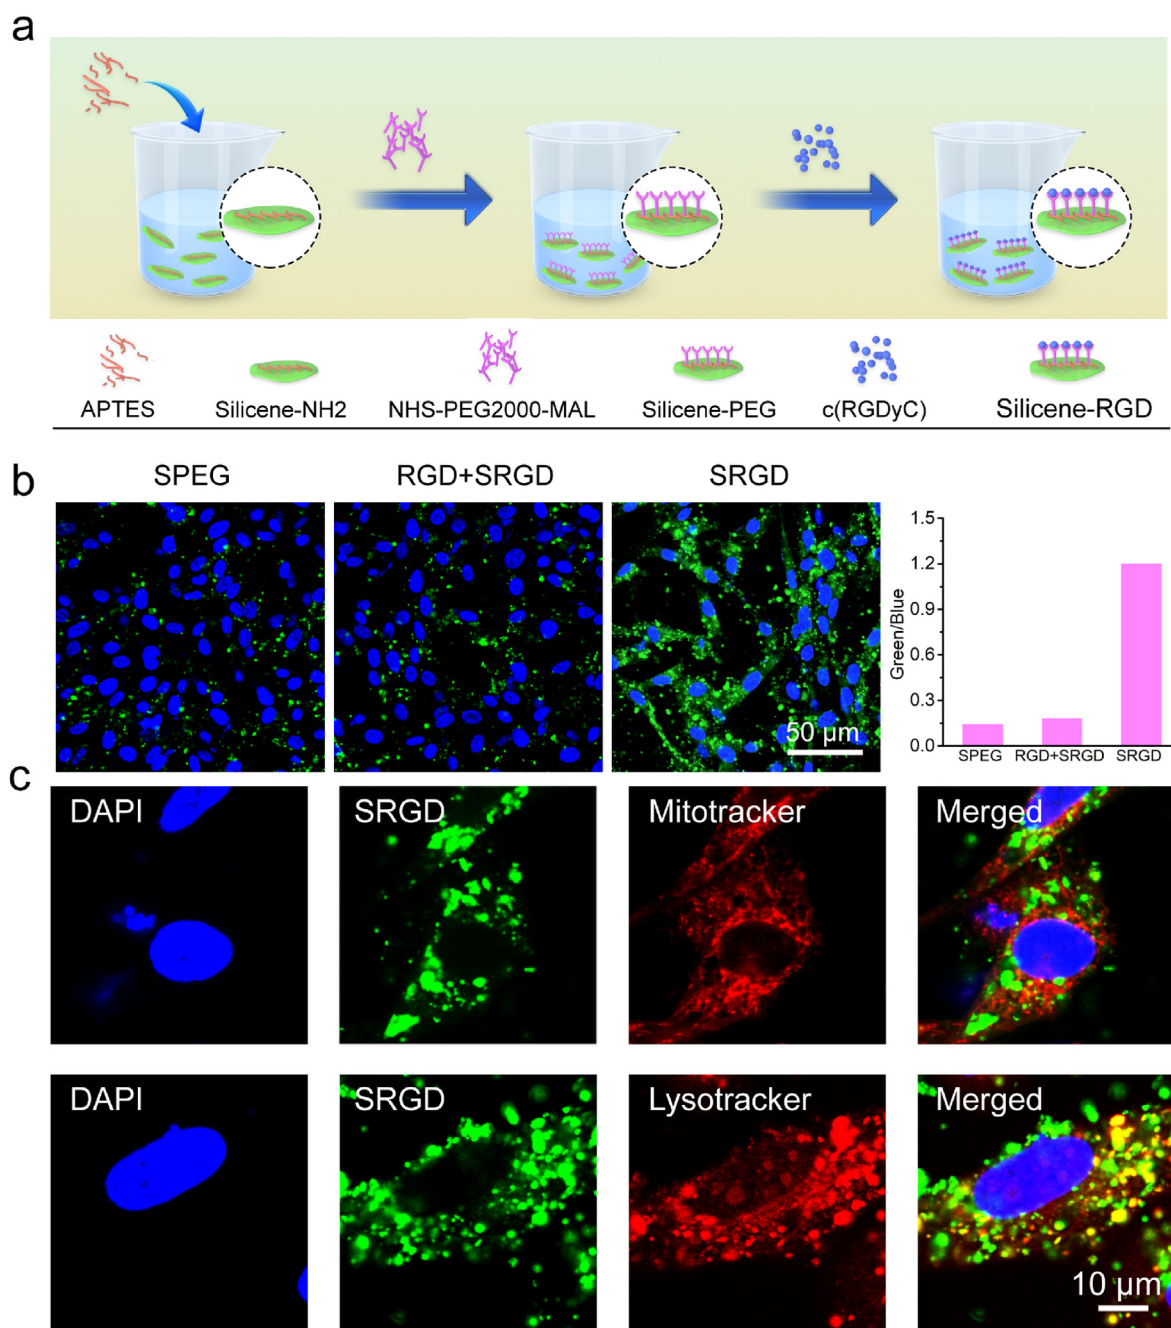 a
APTES Silicene-NH2 NHS-PEG2000-MAL Silicene-PEG c(RGDyC) Silicene-RGD
b
SPEG RGD+SRGD SRGD
50 μm
Green/Blue
1.5
1.2
0.9
0.6
0.3
0.0
SPEG RGD+SRGD SRGD
c
DAPI SRGD Mitotracker Merged
DAPI SRGD Lysotracker Merged
10 μm